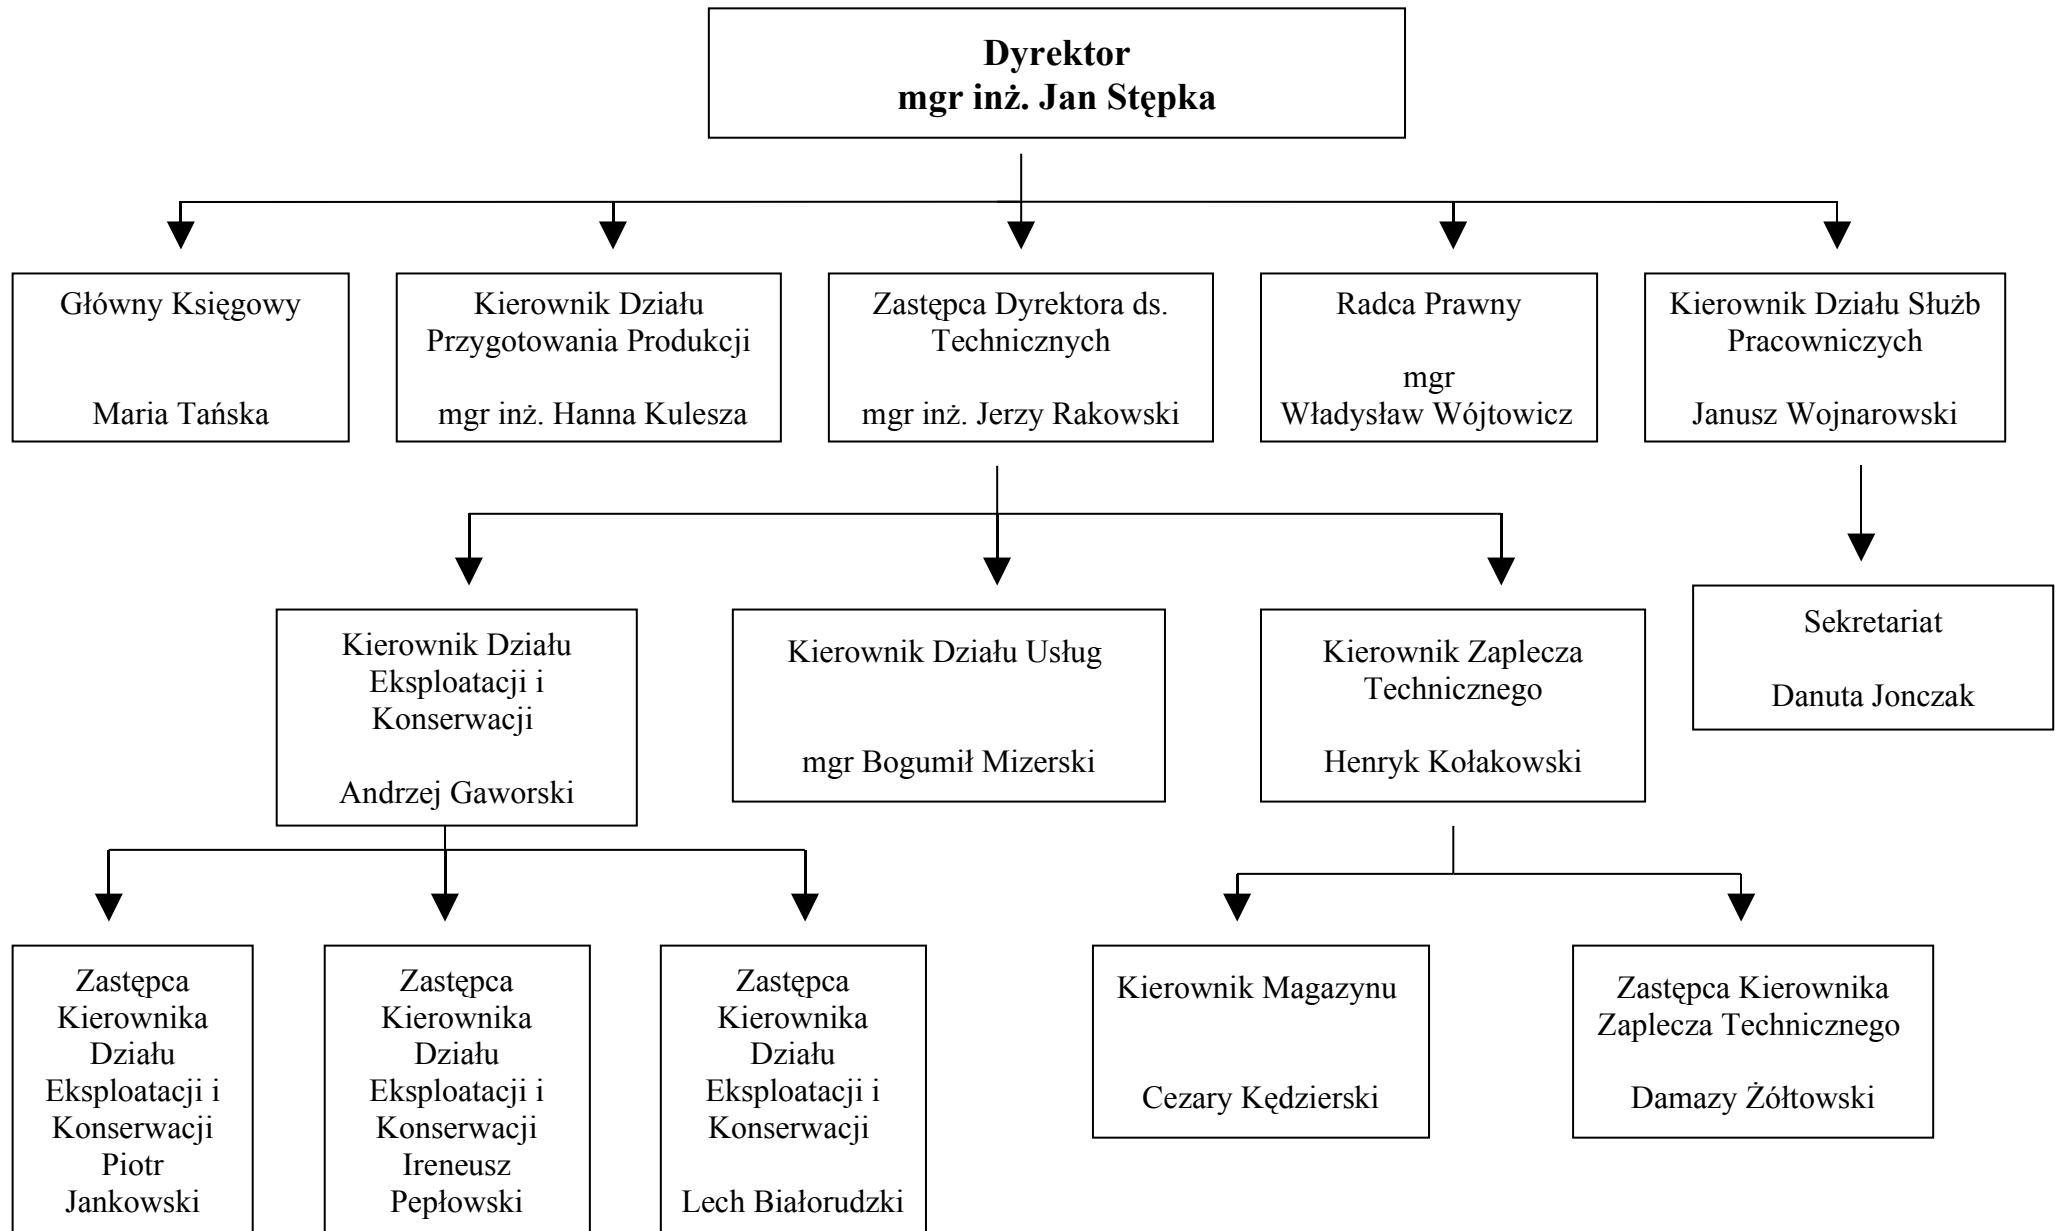 Dyrektor
mgr inż. Jan Stępka
Główny Księgowy
Maria Tańska
Kierownik Działu
Przygotowania Produkcji
mgr inż. Hanna Kulesza
Zastępca Dyrektora ds.
Technicznych
mgr inż. Jerzy Rakowski
Radca Prawny
mgr
Władysław Wójtowicz
Kierownik Działu Służb
Pracowniczych
Janusz Wojnarowski
Kierownik Działu
Eksploatacji i
Konserwacji
Andrzej Gaworski
Kierownik Działu Usług
mgr Bogumił Mizerski
Kierownik Zaplecza
Technicznego
Henryk Kołakowski
Sekretariat
Danuta Jonczak
Zastępca
Kierownika
Działu
Eksploatacji i
Konserwacji
Piotr
Jankowski
Zastępca
Kierownika
Działu
Eksploatacji i
Konserwacji
Ireneusz
Pepłowski
Zastępca
Kierownika
Działu
Eksploatacji i
Konserwacji
Lech Białorudzki
Kierownik Magazynu
Cezary Kędzierski
Zastępca Kierownika
Zaplecza Technicznego
Damazy Żółtowski